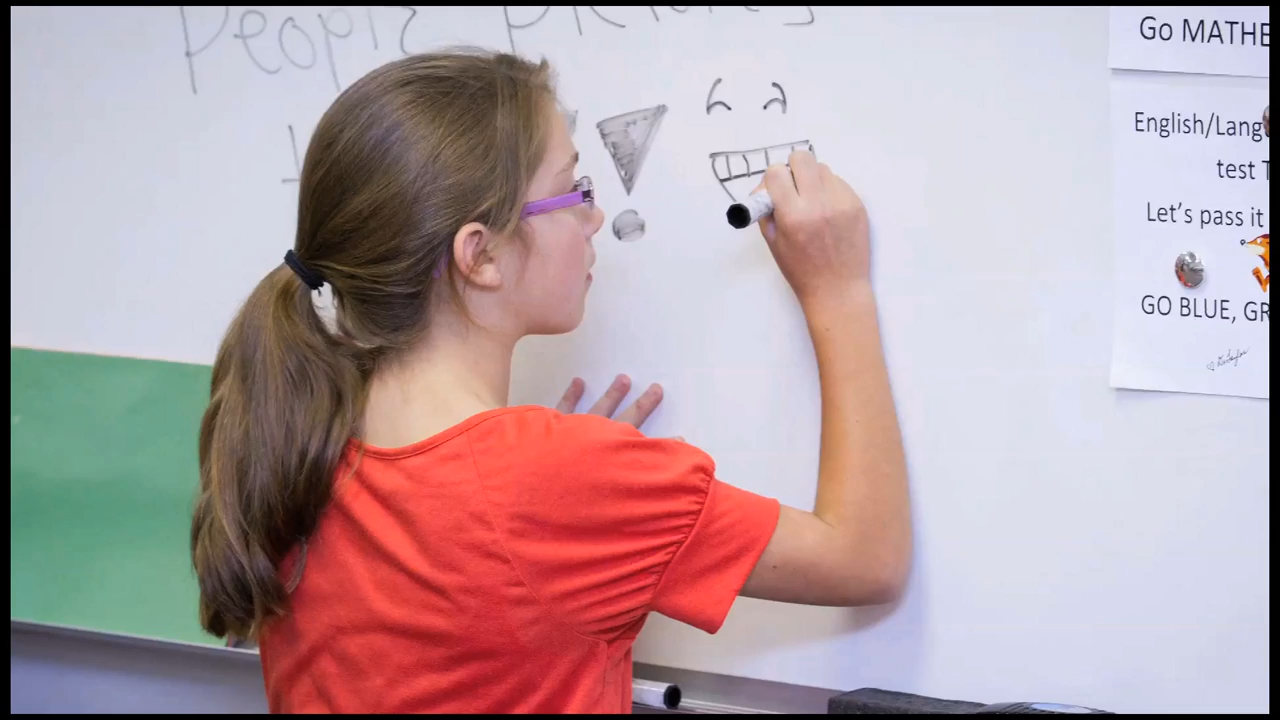 People Pictures
Go MATHE
English/Lang
test T
Let's pass it
GO BLUE, GR